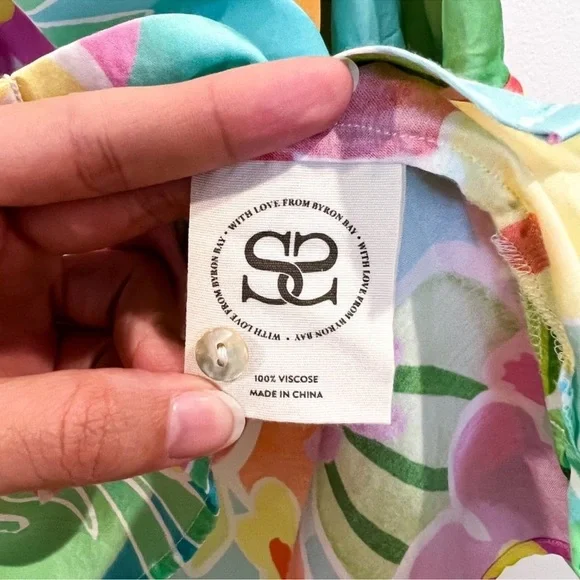 • WITH LOVE FROM BYRON BAY • WITH LOVE FROM BYRON BAY • WITH LOVE FROM BYRON BAY
SS
100% VISCOSE
MADE IN CHINA